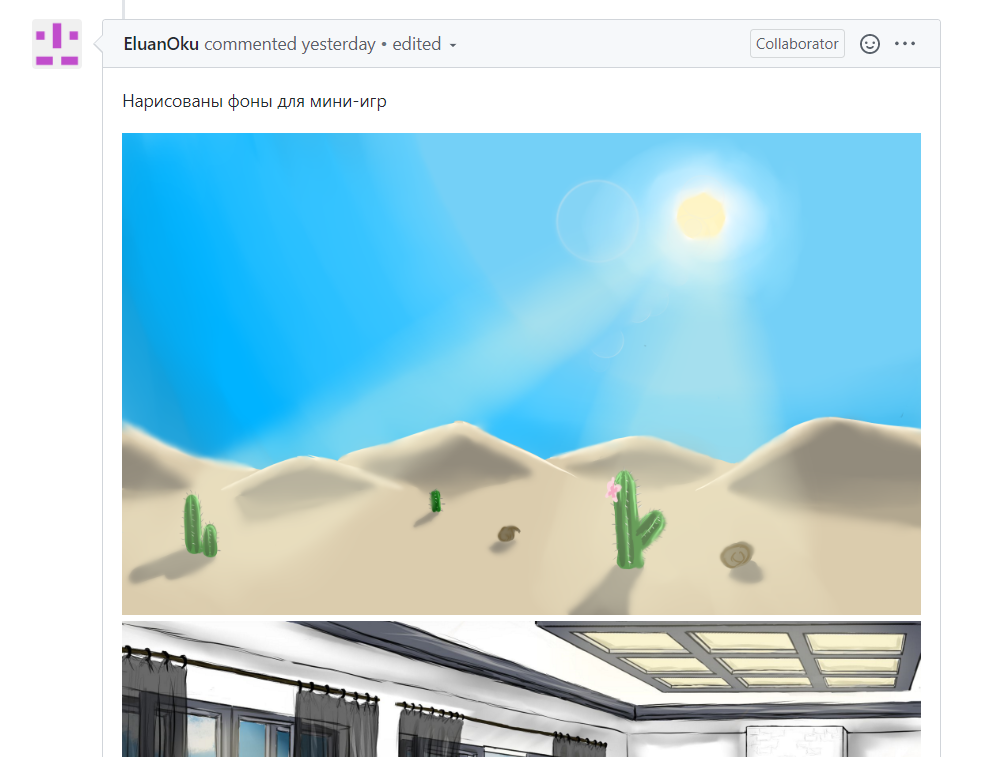 EluanOku commented yesterday • edited
Collaborator
Нарисованы фоны для мини-игр